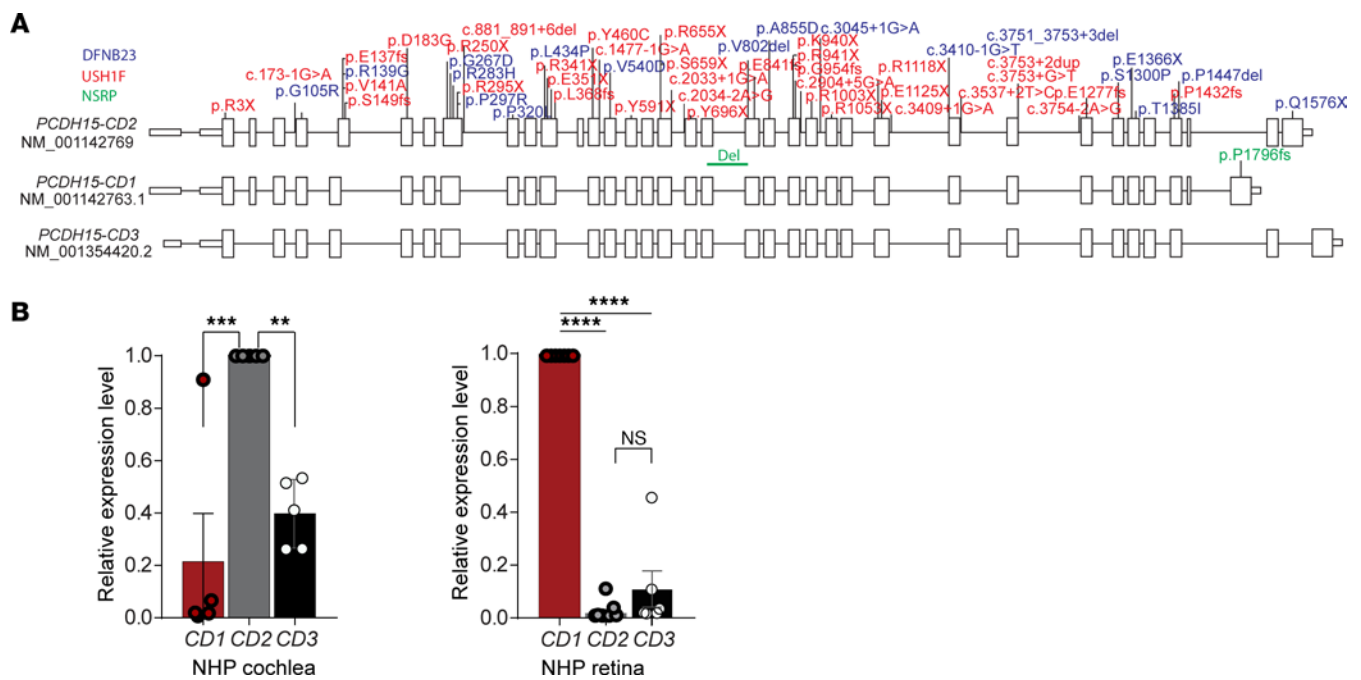 A
DFNB23
USH1F
NSRP
p.R3X
c.173-1G>A
p.G105R
p.E137fs
p.R139G
p.V141A
p.S149fs
p.D183G
c.881_891+6del
p.R250X
p.G267D
p.R283H
p.R295X
p.P297R
p.P320L
p.L434P
p.R341X
p.E351X
p.L368fs
p.Y460C
c.1477-1G>A
p.V540D
p.Y591X
p.R655X
p.S659X
c.2033+1G>A
c.2034-2A>G
p.Y696X
p.V802del
p.E841fs
p.A855D
c.3045+1G>A
p.K940X
p.R941X
p.G954fs
c.2904+5G>A
p.R1003X
p.R1053X
p.R1118X
p.E1125X
c.3409+1G>A
c.3410-1G>T
c.3537+2T>C
c.3751_3753+3del
c.3753+2dup
c.3753+G>T
c.3754-2A>G
p.E1277fs
p.S1300P
p.E1366X
p.T1385I
p.P1432fs
p.P1447del
p.Q1576X
PCDH15-CD2
NM_001142769
Del
p.P1796fs
PCDH15-CD1
NM_001142763.1
PCDH15-CD3
NM_001354420.2
B
*** **
Relative expression level
1.0
0.8
0.6
0.4
0.2
0.0
CD1 CD2 CD3
NHP cochlea
****
****
NS
Relative expression level
1.0
0.8
0.6
0.4
0.2
0.0
CD1 CD2 CD3
NHP retina